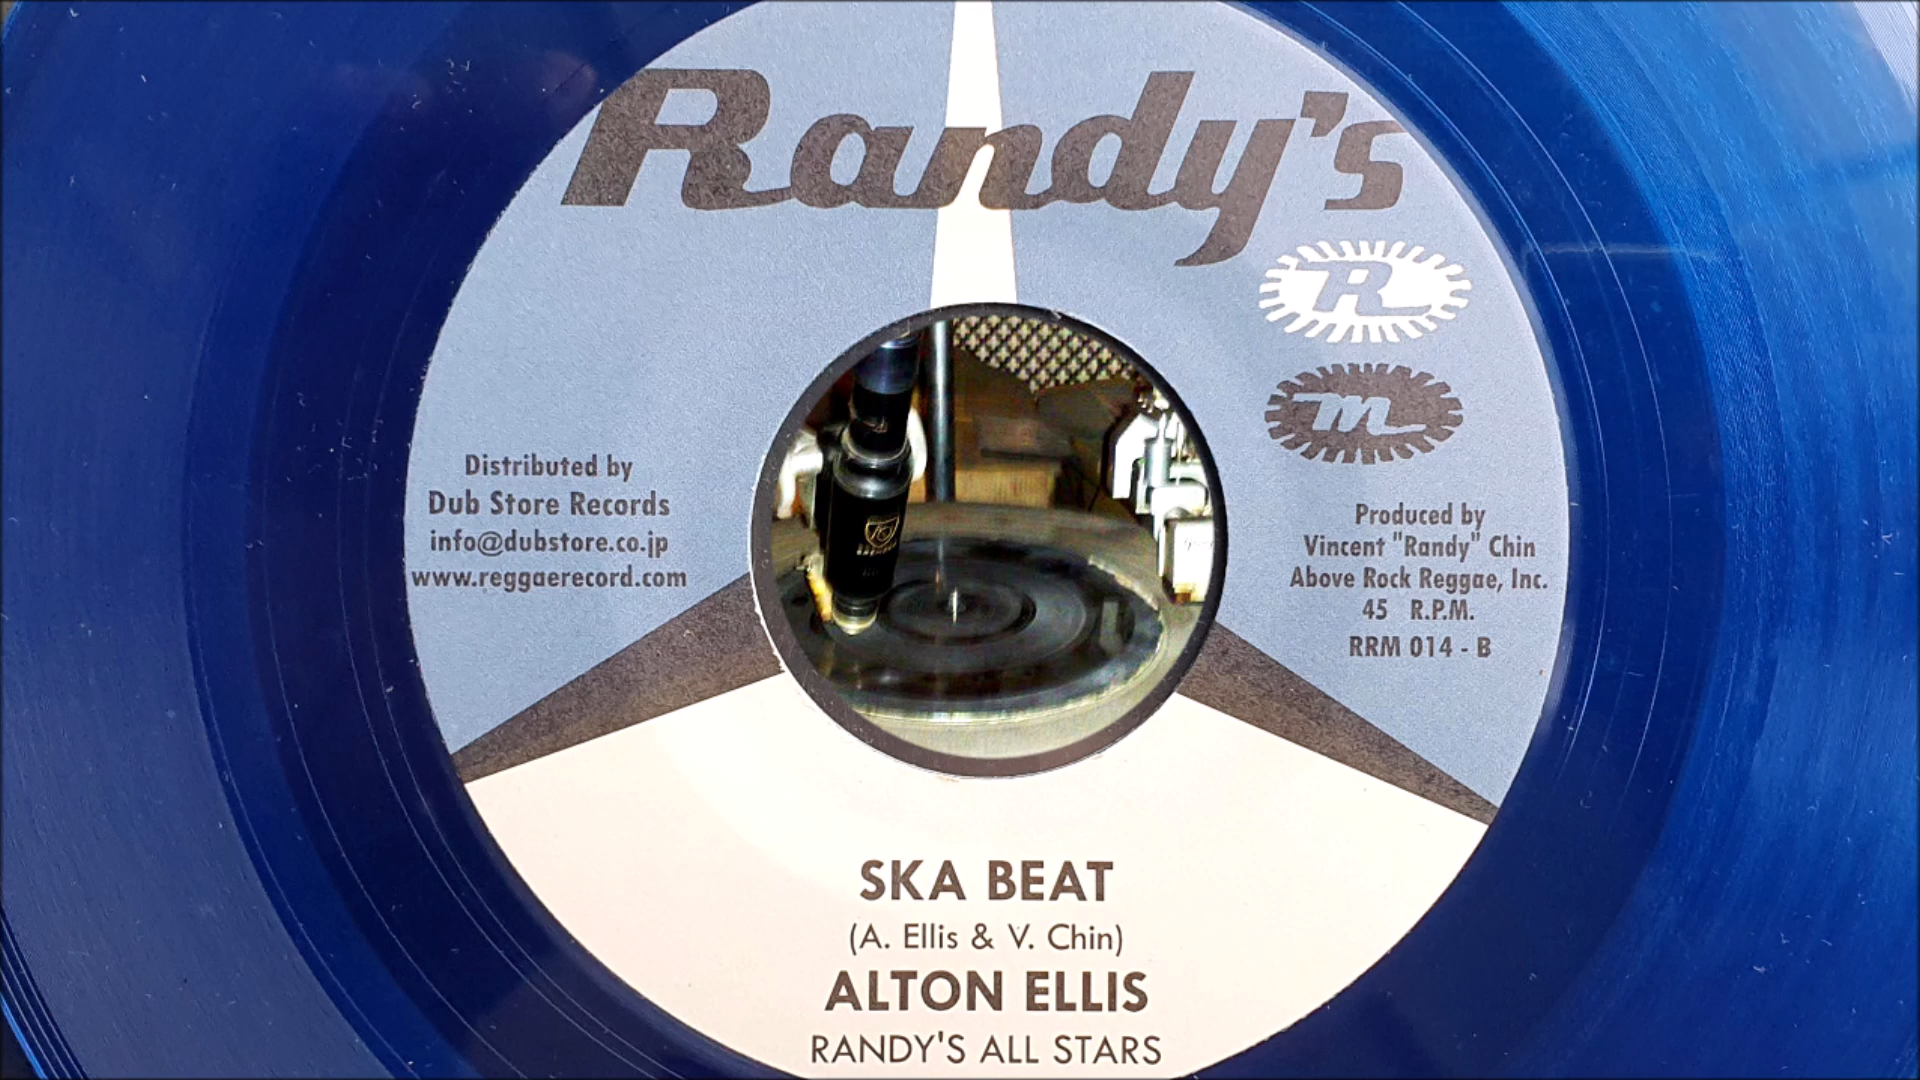 Randy's
R
m
Distributed by
Dub Store Records
info@dubstore.co.jp
www.reggaerecord.com
Produced by
Vincent "Randy" Chin
Above Rock Reggae, Inc.
45 R.P.M.
RRM 014 - B
SKA BEAT
(A. Ellis & V. Chin)
ALTON ELLIS
RANDY'S ALL STARS